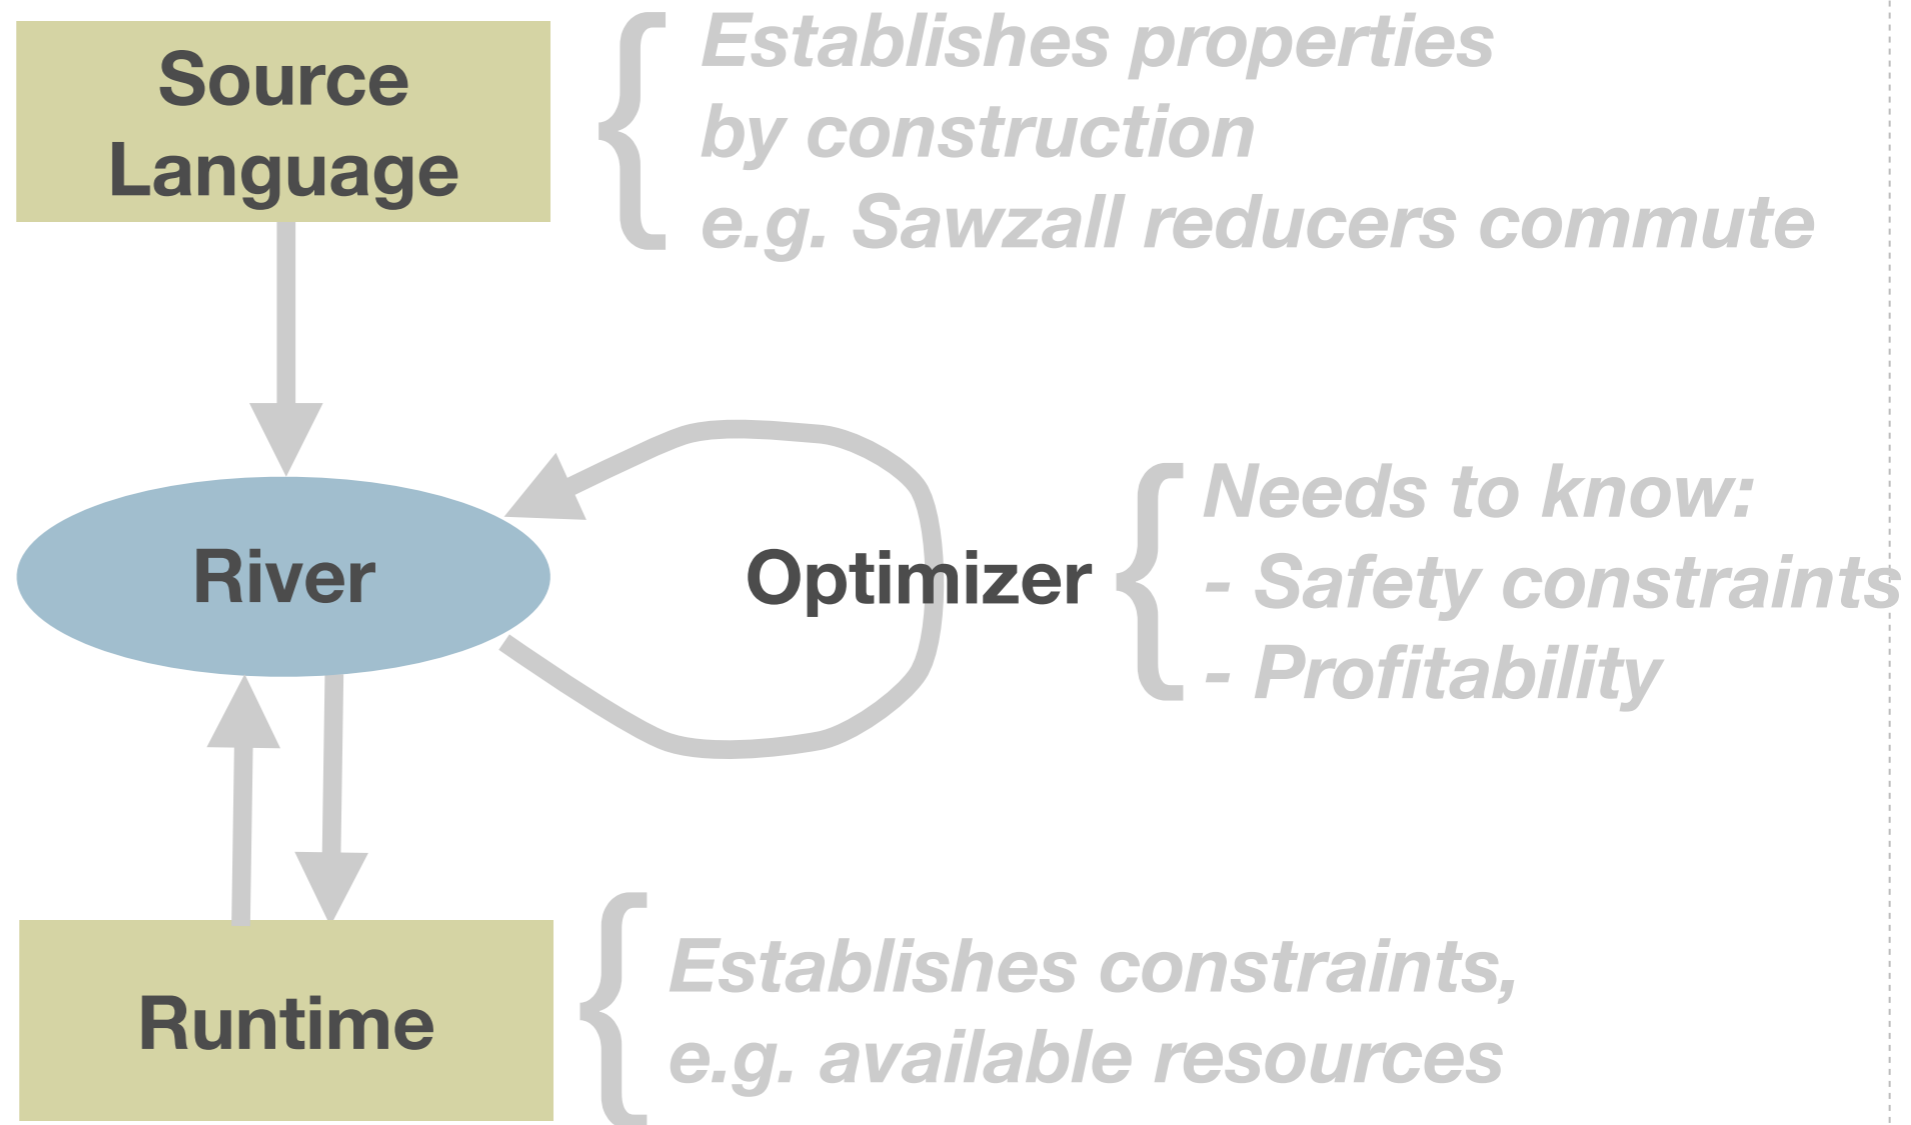 Source
Language
Establishes properties
by construction
e.g. Sawzall reducers commute
River
Optimizer
Needs to know:
- Safety constraints
- Profitability
Runtime
Establishes constraints,
e.g. available resources